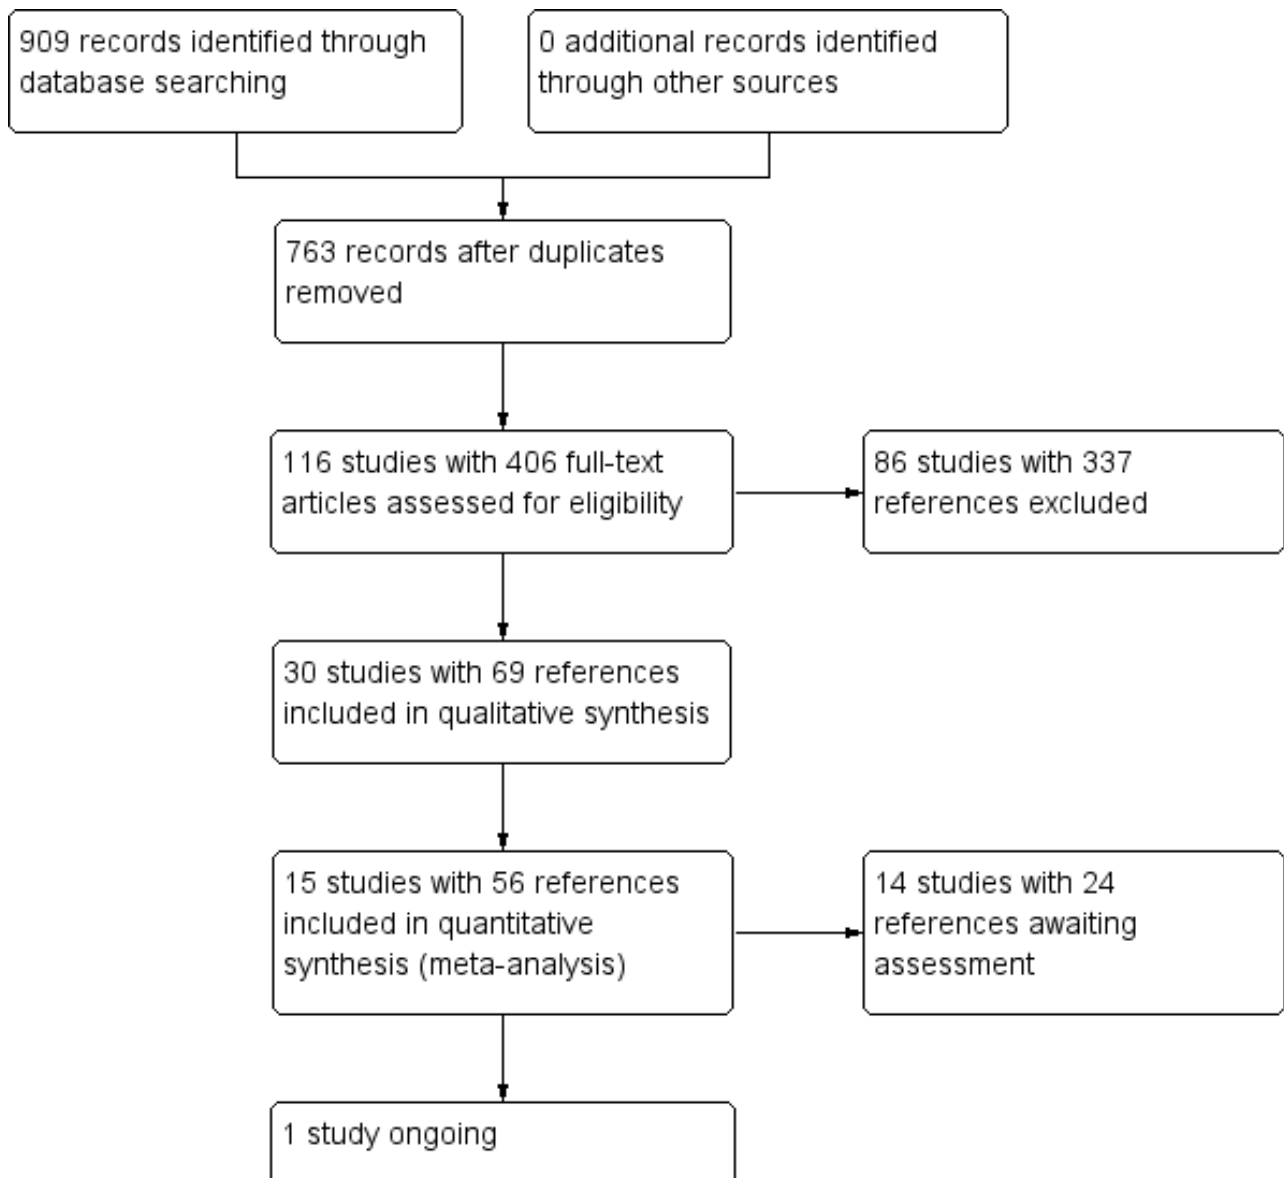 909 records identified through
database searching
0 additional records identified
through other sources
763 records after duplicates
removed
116 studies with 406 full-text
articles assessed for eligibility
86 studies with 337
references excluded
30 studies with 69 references
included in qualitative synthesis
15 studies with 56 references
included in quantitative
synthesis (meta-analysis)
14 studies with 24
references awaiting
assessment
1 study ongoing